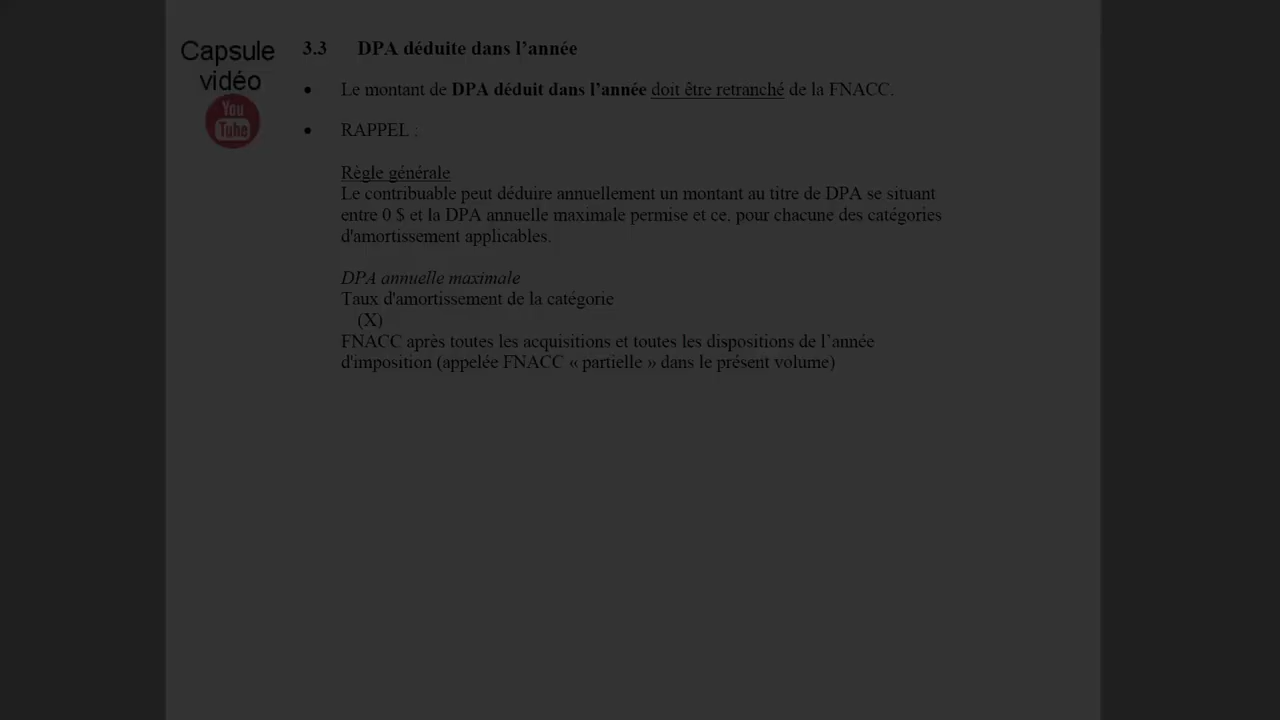 Capsule
vidéo
You
Tube
3.3 DPA déduite dans l’année
• Le montant de DPA déduit dans l’année doit être retranché de la FNACC.
• RAPPEL :
Règle générale
Le contribuable peut déduire annuellement un montant au titre de DPA se situant
entre 0 $ et la DPA annuelle maximale permise et ce, pour chacune des catégories
d'amortissement applicables.
DPA annuelle maximale
Taux d'amortissement de la catégorie
(X)
FNACC après toutes les acquisitions et toutes les dispositions de l’année
d'imposition (appelée FNACC « partielle » dans le présent volume)